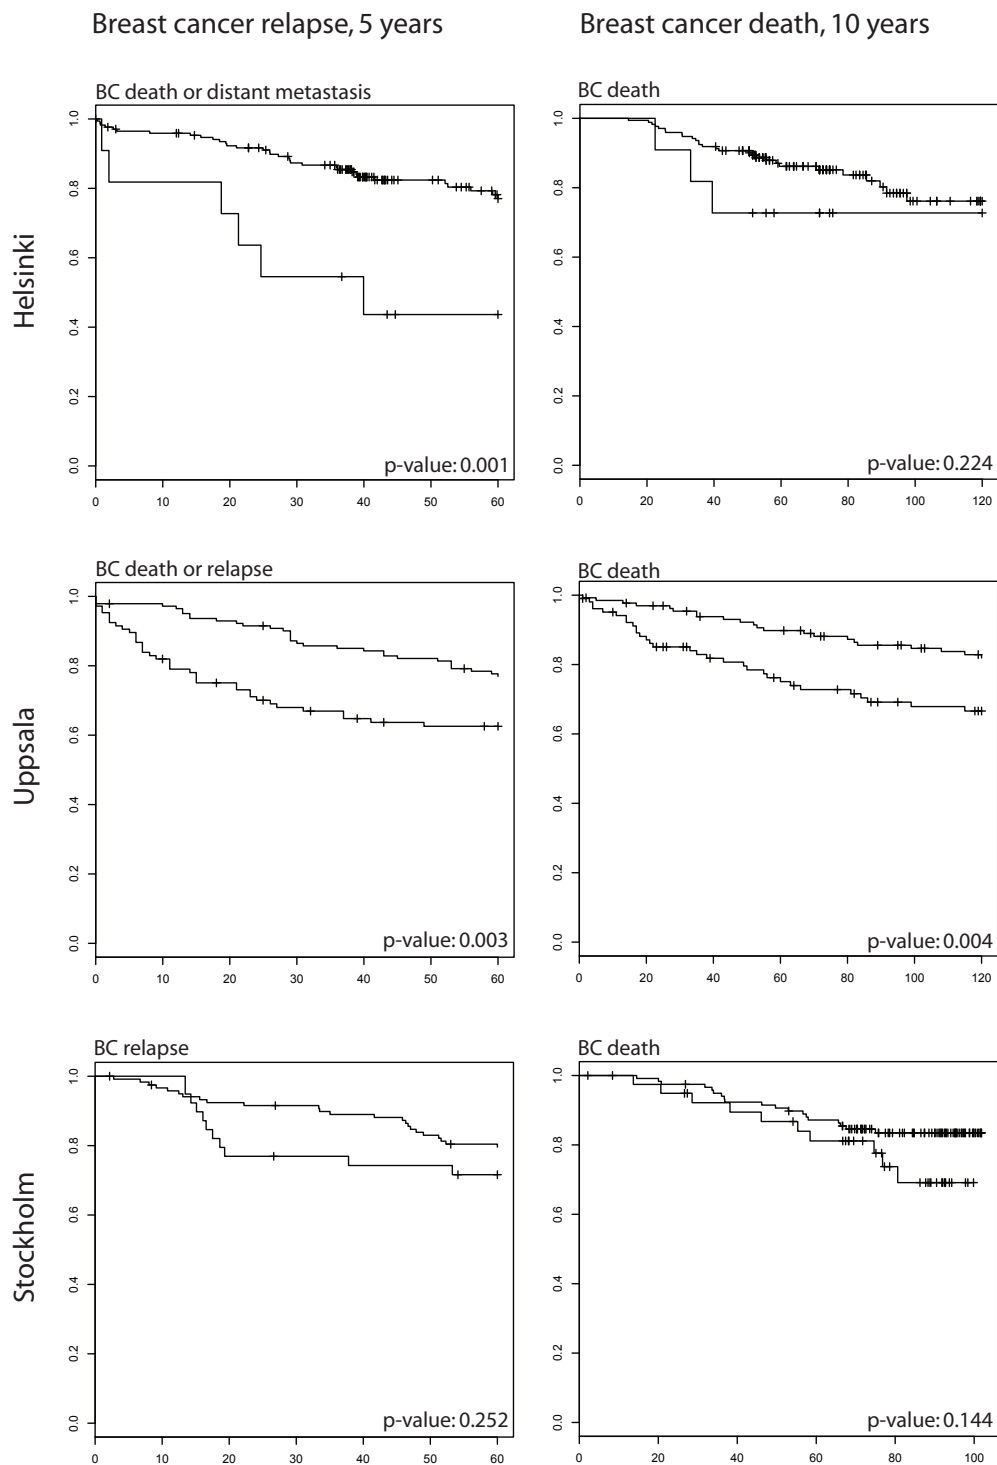 Breast cancer relapse, 5 years
Breast cancer death, 10 years
Helsinki
BC death or distant metastasis
1.0
0.8
0.6
0.4
0.2
0.0
p-value: 0.001
0 10 20 30 40 50 60
BC death
1.0
0.8
0.6
0.4
0.2
0.0
p-value: 0.224
0 20 40 60 80 100 120
Uppsala
BC death or relapse
1.0
0.8
0.6
0.4
0.2
0.0
p-value: 0.003
0 10 20 30 40 50 60
BC death
1.0
0.8
0.6
0.4
0.2
0.0
p-value: 0.004
0 20 40 60 80 100 120
Stockholm
BC relapse
1.0
0.8
0.6
0.4
0.2
0.0
p-value: 0.252
0 10 20 30 40 50 60
BC death
1.0
0.8
0.6
0.4
0.2
0.0
p-value: 0.144
0 20 40 60 80 100